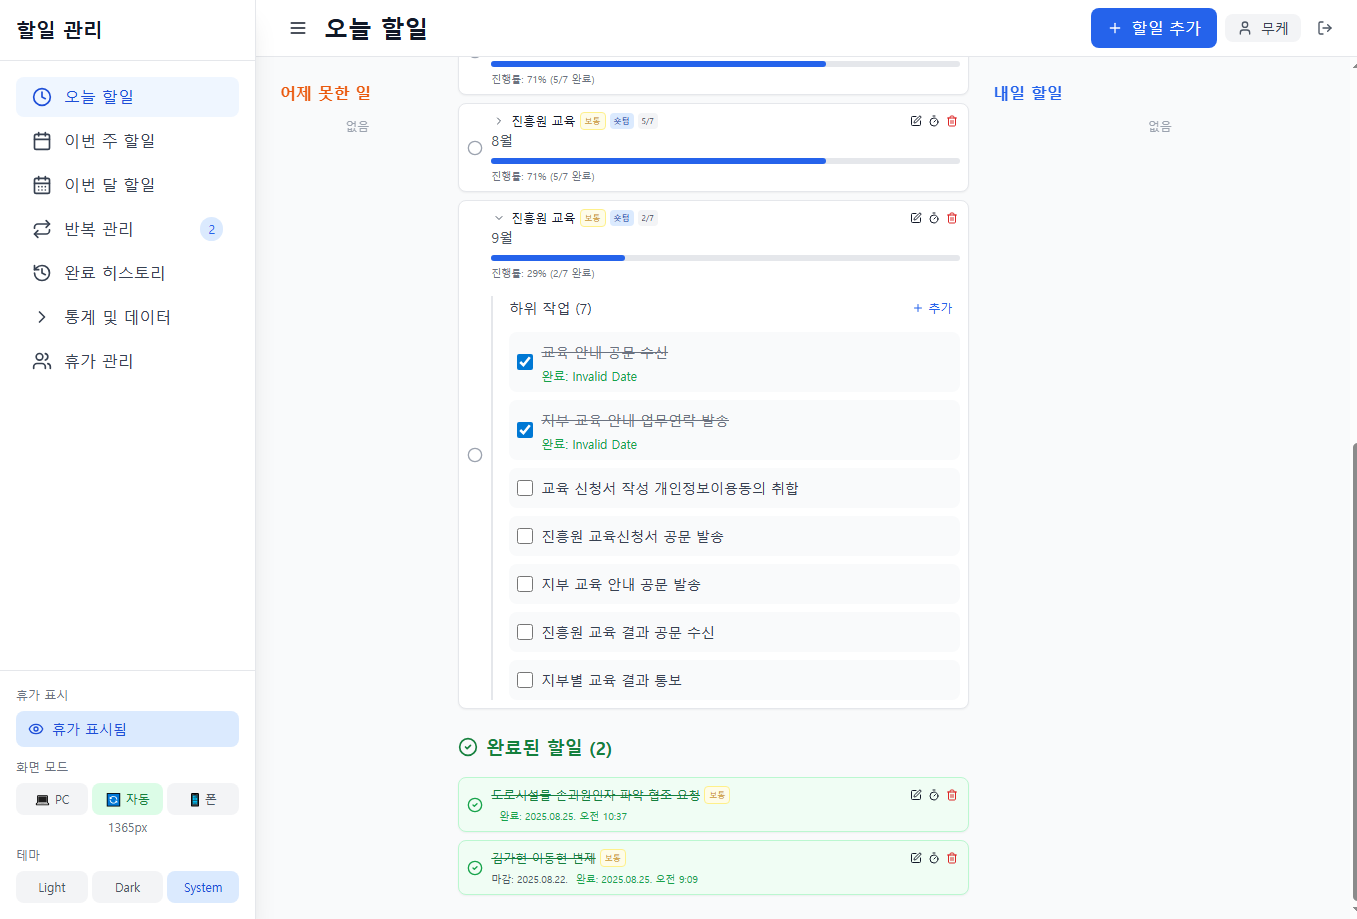 할일 관리
오늘 할일
이번 주 할일
이번 달 할일
반복 관리
2
완료 히스토리
통계 및 데이터
휴가 관리
휴가 표시
휴가 표시됨
화면 모드
PC
자동
폰
1365px
테마
Light
Dark
System
오늘 할일
+ 할일 추가
무케
어제 못한 일
없음
진행률: 71% (5/7 완료)
진흥원 교육 보통 숏텀 5/7
8월
진행률: 71% (5/7 완료)
진흥원 교육 보통 숏텀 2/7
9월
진행률: 29% (2/7 완료)
하위 작업 (7)
+ 추가
교육 안내 공문 수신
완료: Invalid Date
지부 교육 안내 업무연락 발송
완료: Invalid Date
교육 신청서 작성 개인정보이용동의 취합
진흥원 교육신청서 공문 발송
지부 교육 안내 공문 발송
진흥원 교육 결과 공문 수신
지부별 교육 결과 통보
완료된 할일 (2)
도로시설물 손괴원인자 파악 협조 요청 보통
완료: 2025.08.25. 오전 10:37
김가현 이동현 변제 보통
마감: 2025.08.22. 완료: 2025.08.25. 오전 9:09
내일 할일
없음